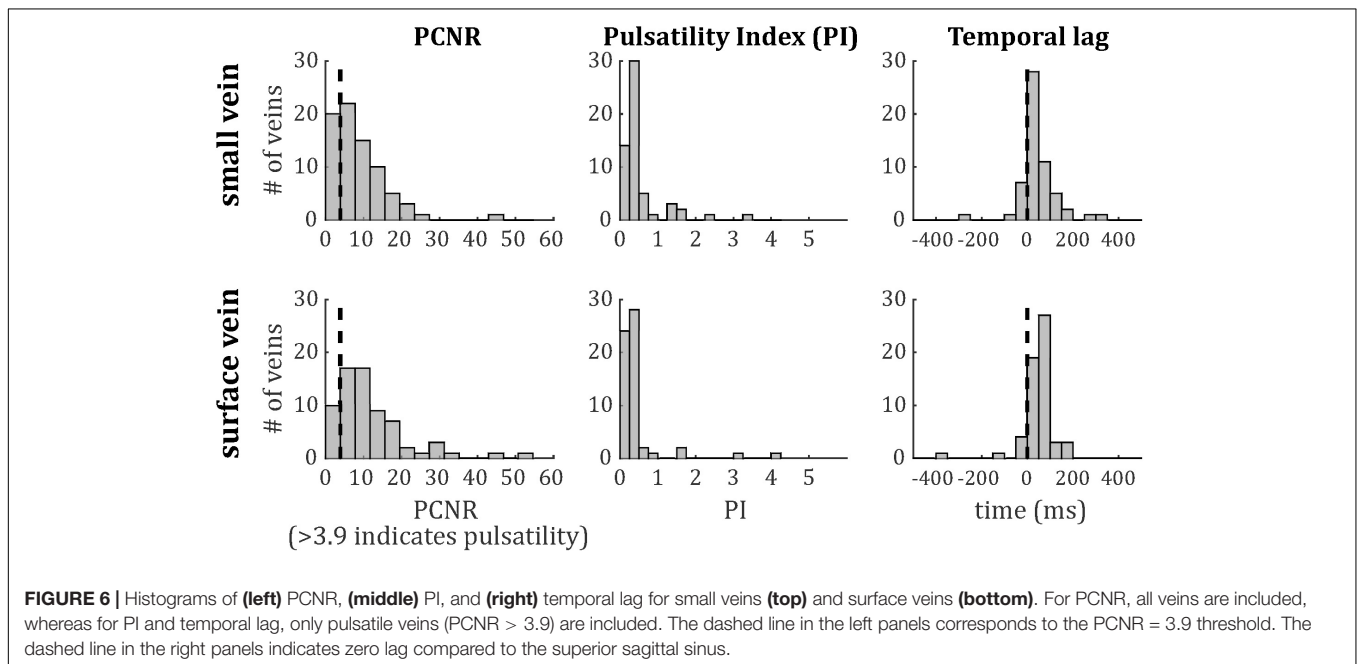 PCNR
Pulsatility Index (PI)
Temporal lag
small vein
# of veins
30
20
10
0
0 10 20 30 40 50 60
30
20
10
0
0 1 2 3 4 5
30
20
10
0
-400 -200 0 200 400
surface vein
# of veins
30
20
10
0
0 10 20 30 40 50 60
PCNR
(>3.9 indicates pulsatility)
30
20
10
0
0 1 2 3 4 5
PI
30
20
10
0
-400 -200 0 200 400
time (ms)
FIGURE 6 | Histograms of (left) PCNR, (middle) PI, and (right) temporal lag for small veins (top) and surface veins (bottom). For PCNR, all veins are included,
whereas for PI and temporal lag, only pulsatile veins (PCNR > 3.9) are included. The dashed line in the left panels corresponds to the PCNR = 3.9 threshold. The
dashed line in the right panels indicates zero lag compared to the superior sagittal sinus.